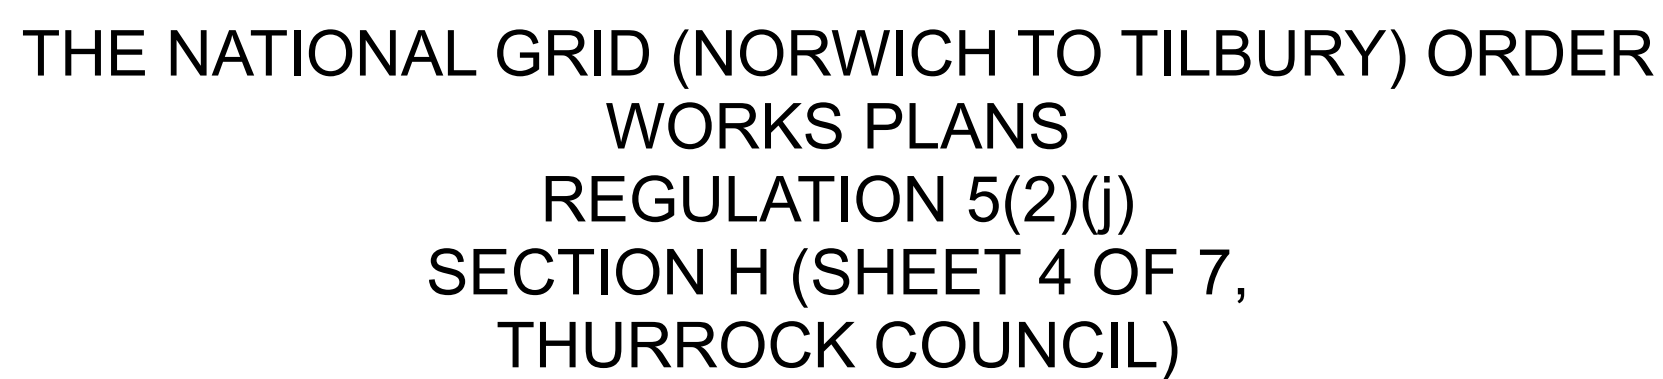 THE NATIONAL GRID (NORWICH TO TILBURY) ORDER
WORKS PLANS
REGULATION 5(2)(j)
SECTION H (SHEET 4 OF 7,
THURROCK COUNCIL)